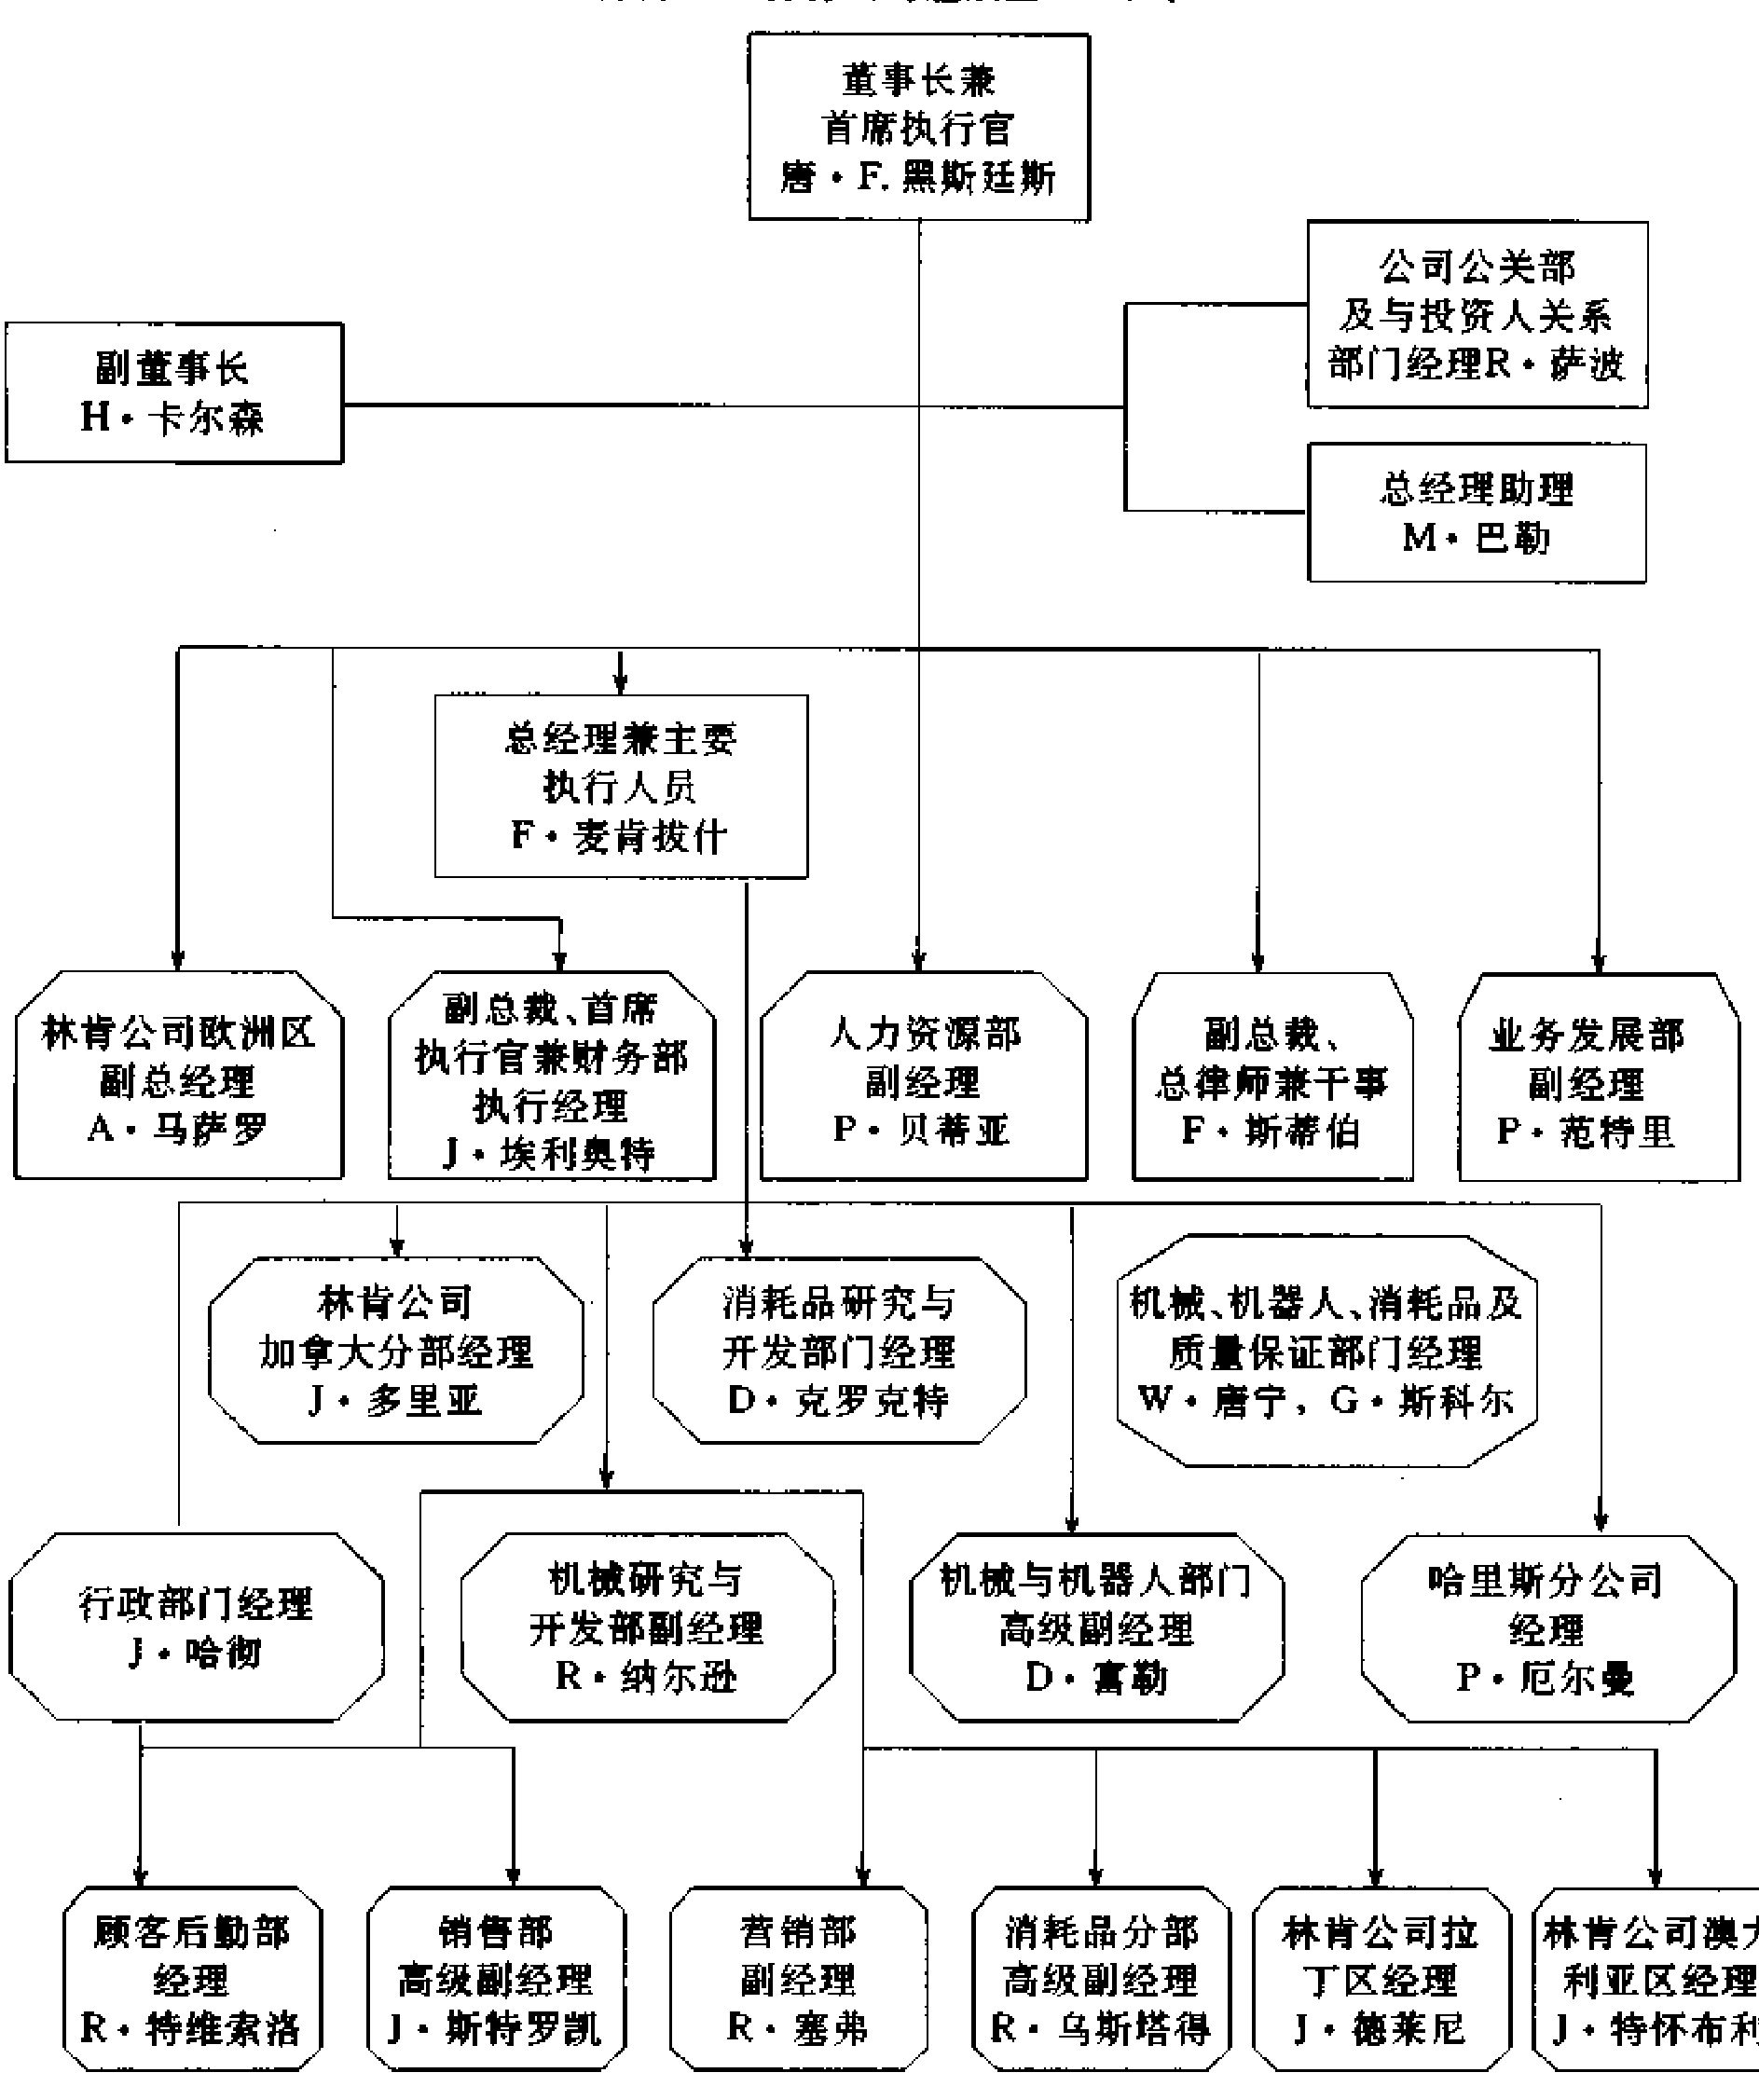 董事长兼
首席执行官
唐·F.黑斯廷斯
公司公关部
及与投资人关系
部门经理R·萨波
副董事长
H·卡尔森
总经理助理
M·巴勒
总经理兼主要
执行人员
F·麦肯拔什
林肯公司欧洲区
副总经理
A·马萨罗
副总裁、首席
执行官兼财务部
执行经理
J·埃利奥特
人力资源部
副经理
P·贝蒂亚
副总裁、
总律师兼干事
F·斯蒂伯
业务发展部
副经理
P·范特里
林肯公司
加拿大分部经理
J·多里亚
消耗品研究与
开发部门经理
D·克罗克特
机械、机器人、消耗品及
质量保证部门经理
W·唐宁,G·斯科尔
行政部门经理
J·哈彻
机械研究与
开发部副经理
R·纳尔逊
机械与机器人部门
高级副经理
D·富勒
哈里斯分公司
经理
P·厄尔曼
顾客后勤部
经理
R·特维索洛
销售部
高级副经理
J·斯特罗凯
营销部
副经理
R·塞弗
消耗品分部
高级副经理
R·乌斯塔得
林肯公司拉
丁区经理
J·德莱尼
林肯公司澳大
利亚区经理
J·特怀布利